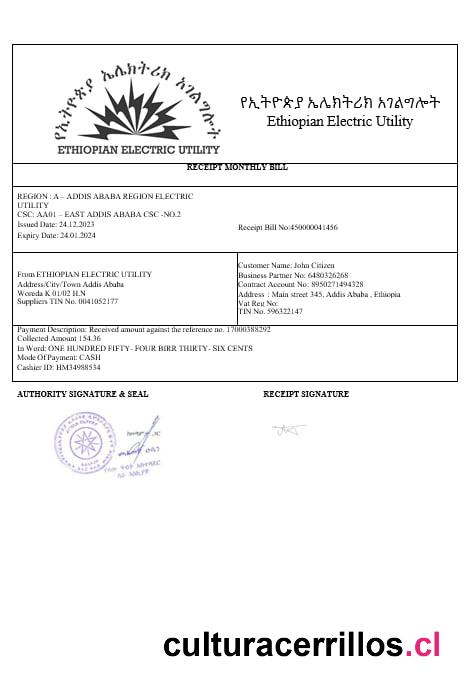 የኢትዮጵያ ኤሌክትሪክ አገልግሎት
ETHIOPIAN ELECTRIC UTILITY
የኢትዮጵያ ኤሌክትሪክ አገልግሎት
Ethiopian Electric Utility
RECEIPT MONTHLY BILL
REGION : A – ADDIS ABABA REGION ELECTRIC
UTILITY
CSC: AA01 – EAST ADDIS ABABA CSC -NO.2
Issued Date: 24.12.2023
Expiry Date: 24.01.2024
Receipt Bill No:450000041456
From ETHIOPIAN ELECTRIC UTILITY
Address/City/Town Addis Ababa
Woreda K 01/02 H.N
Suppliers TIN No. 0041052177
Customer Name: John Citizen
Business Partner No: 6480326268
Contract Account No: 8950271494328
Address : Main street 345, Addis Ababa , Ethiopia
Vat Reg No:
TIN No. 596322147
Payment Description: Received amount against the reference no. 17000388292
Collected Amount 154.36
In Word: ONE HUNDRED FIFTY- FOUR BIRR THIRTY- SIX CENTS
Mode Of Payment: CASH
Cashier ID: HM34988534
AUTHORITY SIGNATURE & SEAL
RECEIPT SIGNATURE
culturacerrillos.cl